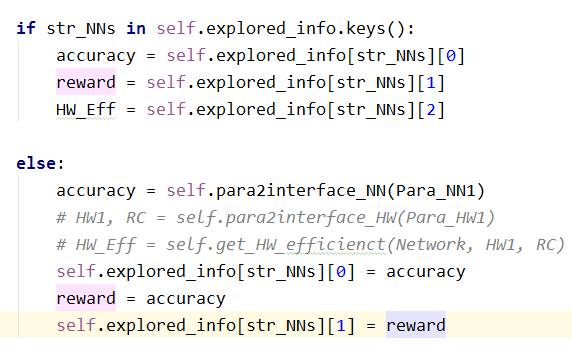 if str_NNs in self.explored_info.keys():
    accuracy = self.explored_info[str_NNs][0]
    reward = self.explored_info[str_NNs][1]
    HW_Eff = self.explored_info[str_NNs][2]
else:
    accuracy = self.para2interface_NN(Para_NN1)
    # HW1, RC = self.para2interface_HW(Para_HW1)
    # HW_Eff = self.get_HW_efficienct(Network, HW1, RC)
    self.explored_info[str_NNs][0] = accuracy
    reward = accuracy
    self.explored_info[str_NNs][1] = reward